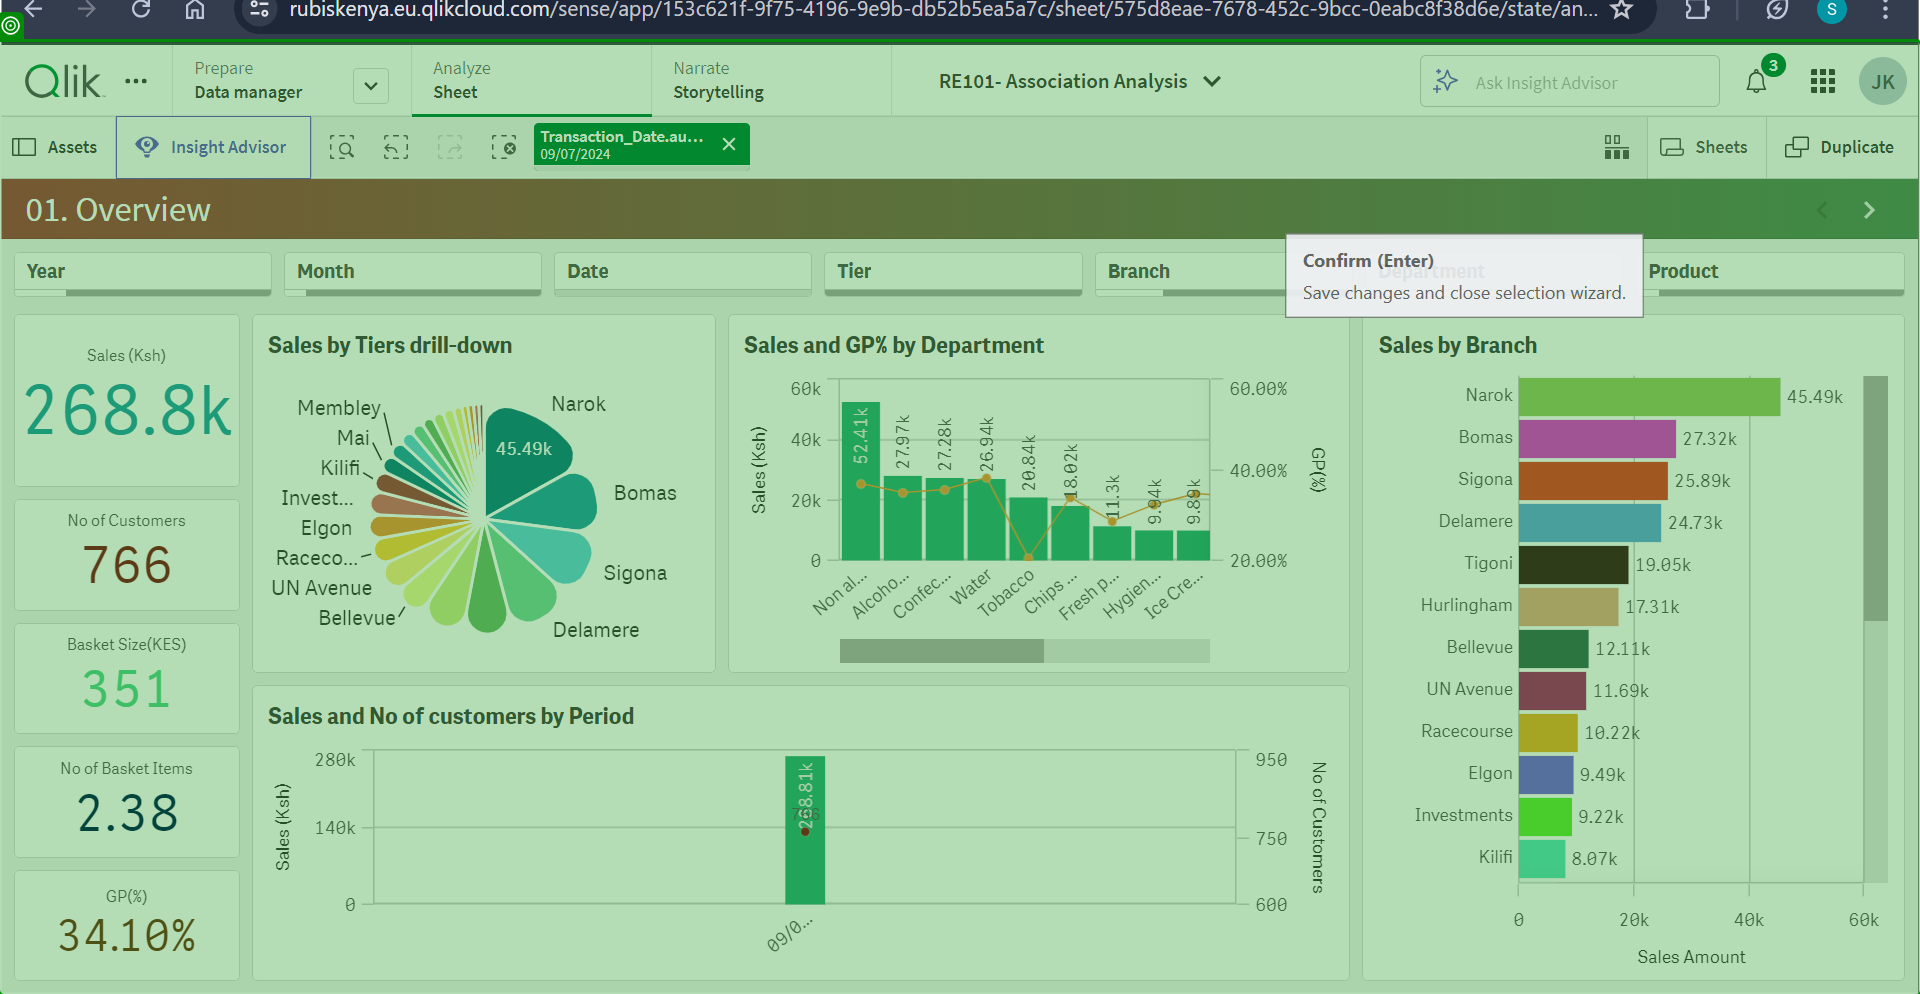 rubiskenya.eu.qlikcloud.com/sense/app/153c621f-9f75-4196-9e9b-db52b5ea5a7c/sheet/575d8eae-7678-452c-9bcc-0eabc8f38d6e/state/an...
S
Qlik
Prepare
Data manager
Analyze
Sheet
Narrate
Storytelling
RE101- Association Analysis
Ask Insight Advisor
3
JK
Assets
Insight Advisor
Transaction_Date.au...
09/07/2024
Sheets
Duplicate
01. Overview
Year
Month
Date
Tier
Branch
Department
Product
Confirm (Enter)
Save changes and close selection wizard.
Sales (Ksh)
268.8k
No of Customers
766
Basket Size(KES)
351
No of Basket Items
2.38
GP(%)
34.10%
Sales by Tiers drill-down
Narok
45.49k
Membley
Mai
Kilifi
Bomas
Invest...
Elgon
Raceco...
Sigona
UN Avenue
Bellevue
Delamere
Sales and GP% by Department
Sales (Ksh)
60k
40k
20k
0
52.41k
27.97k
27.28k
26.94k
20.84k
18.02k
11.3k
9.94k
9.89k
60.00%
40.00%
20.00%
GP(%)
Non al...
Alcoho...
Confec...
Water
Tobacco
Chips ...
Fresh p...
Hygien...
Ice Cre...
Sales and No of customers by Period
Sales (Ksh)
280k
140k
0
268.81k
766
950
750
600
No of Customers
09/0...
Sales by Branch
Narok 45.49k
Bomas 27.32k
Sigona 25.89k
Delamere 24.73k
Tigoni 19.05k
Hurlingham 17.31k
Bellevue 12.11k
UN Avenue 11.69k
Racecourse 10.22k
Elgon 9.49k
Investments 9.22k
Kilifi 8.07k
0 20k 40k 60k
Sales Amount